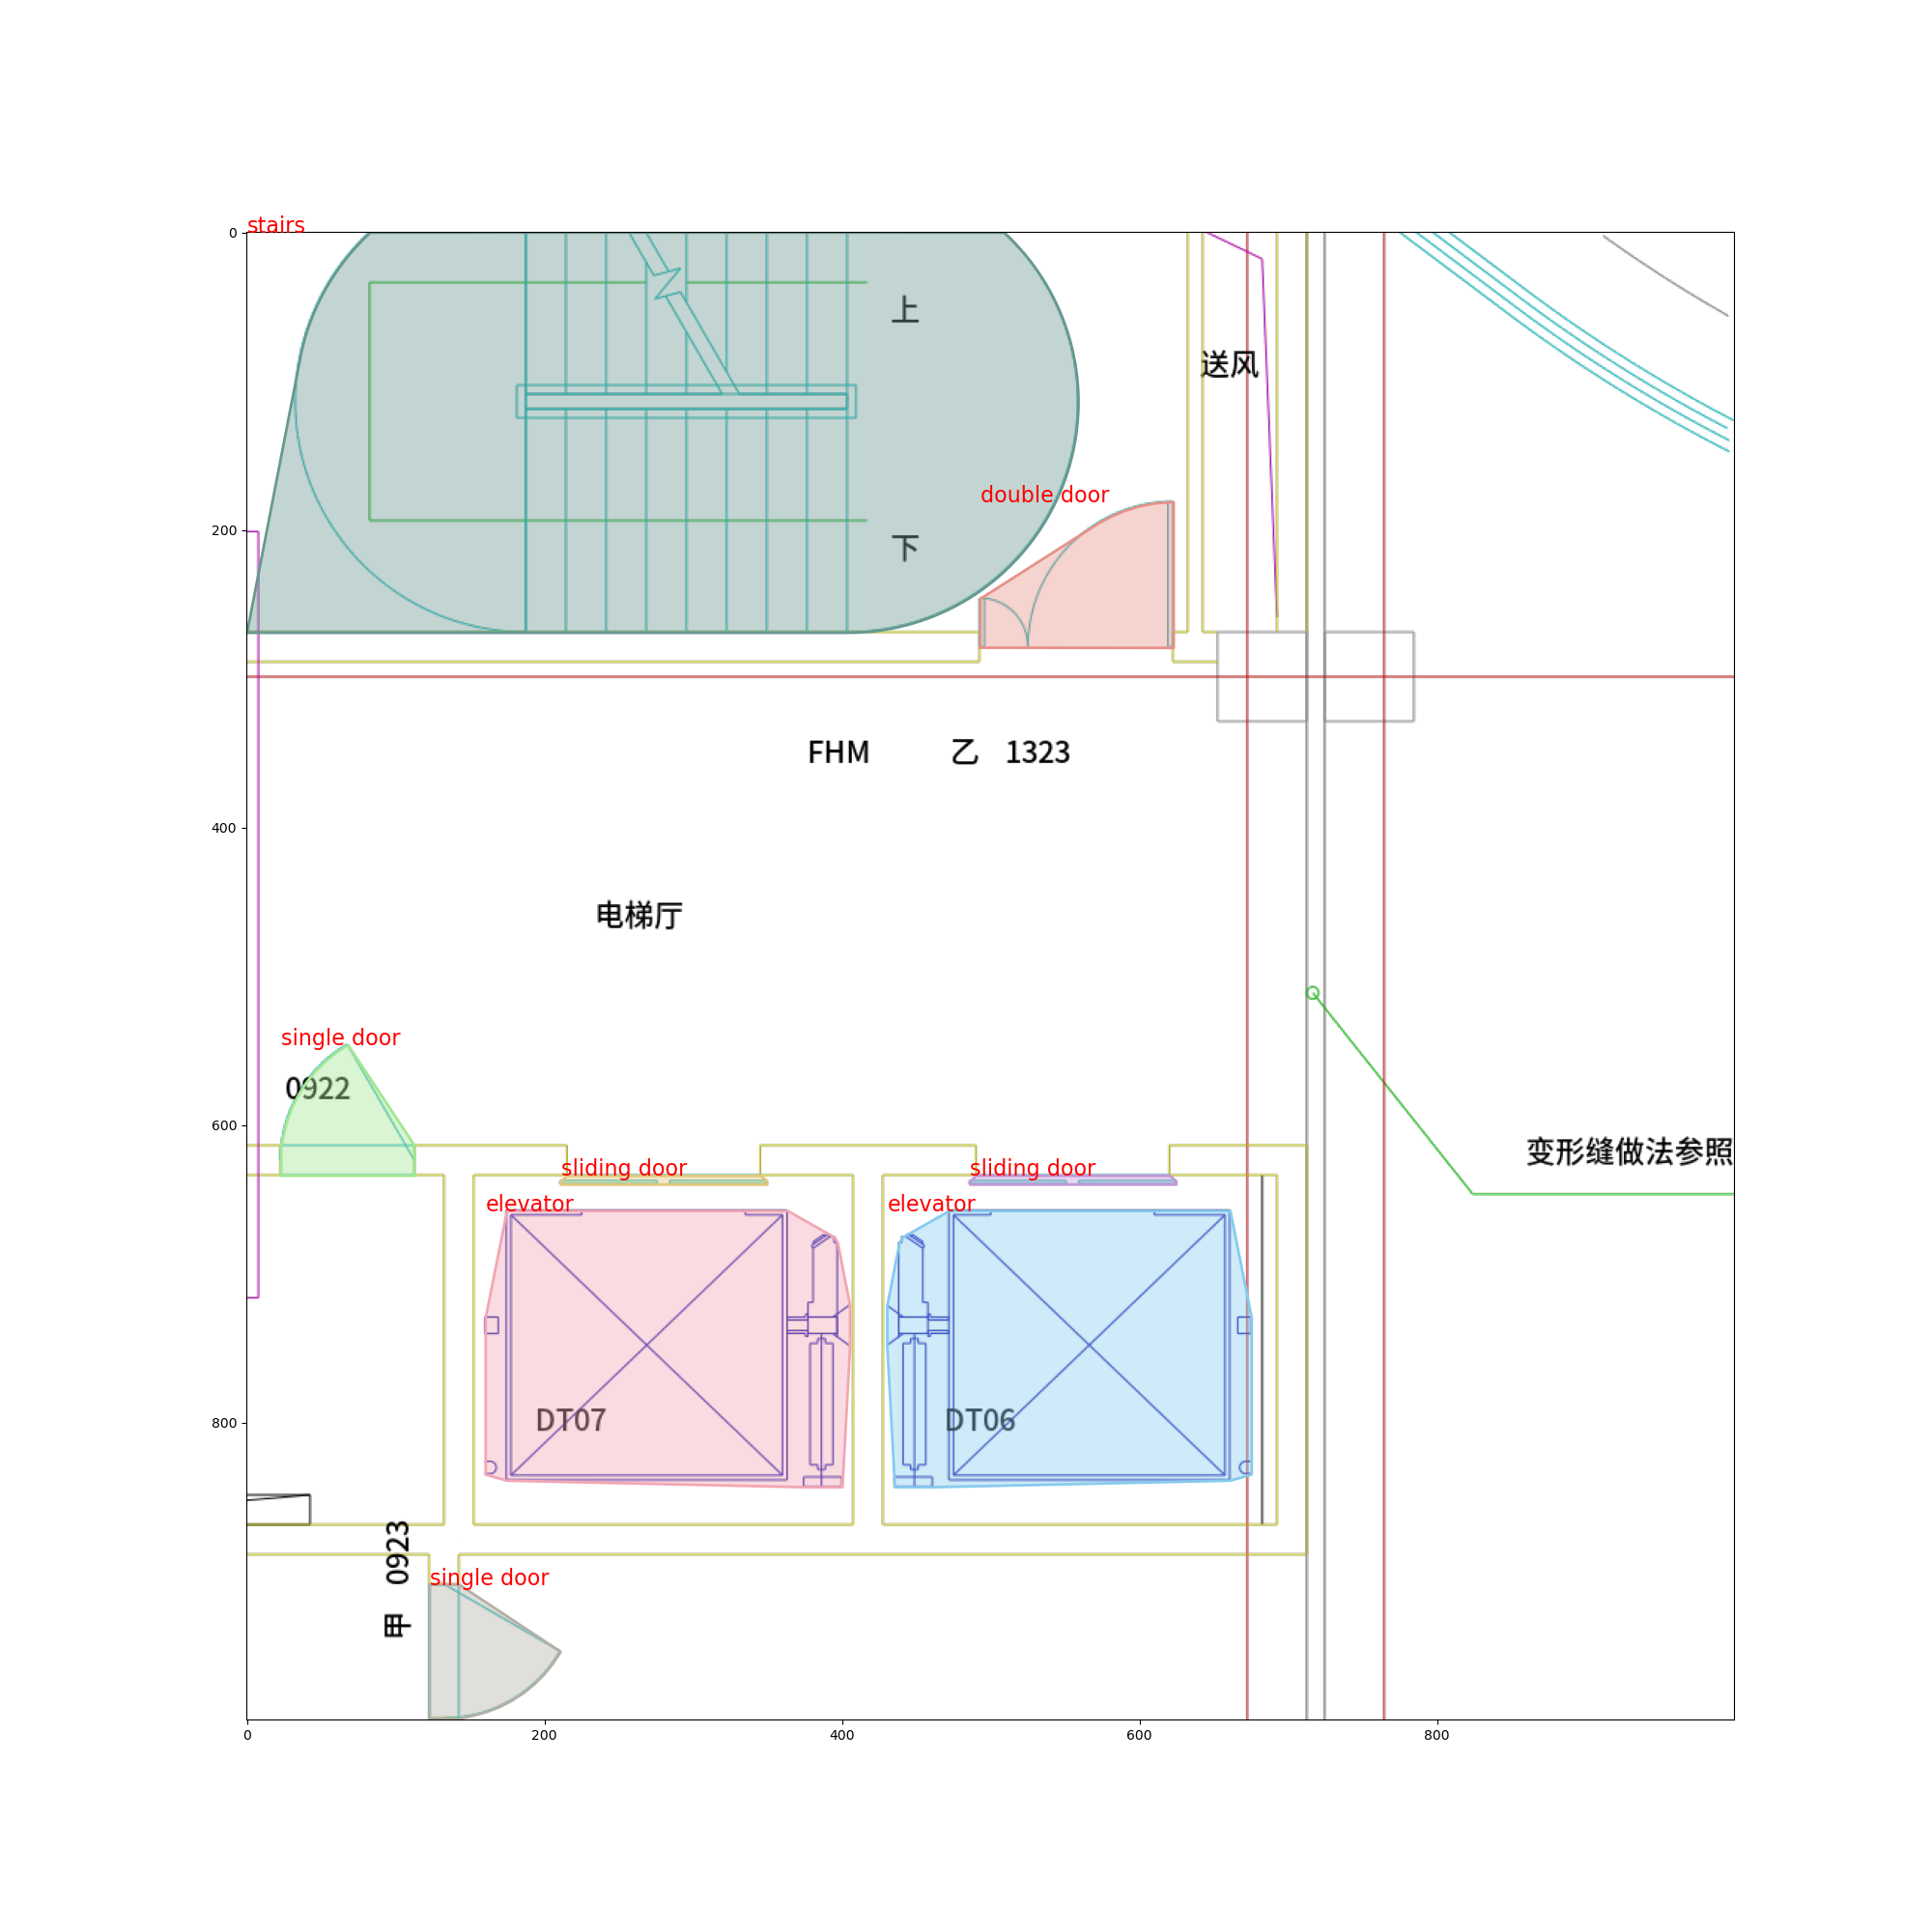 stairs
0
上
送风
double door
200
下
FHM 乙 1323
400
电梯厅
single door
0922
600
变形缝做法参照
sliding door
sliding door
elevator
elevator
800
DT07
DT06
甲 0923
single door
0
200
400
600
800